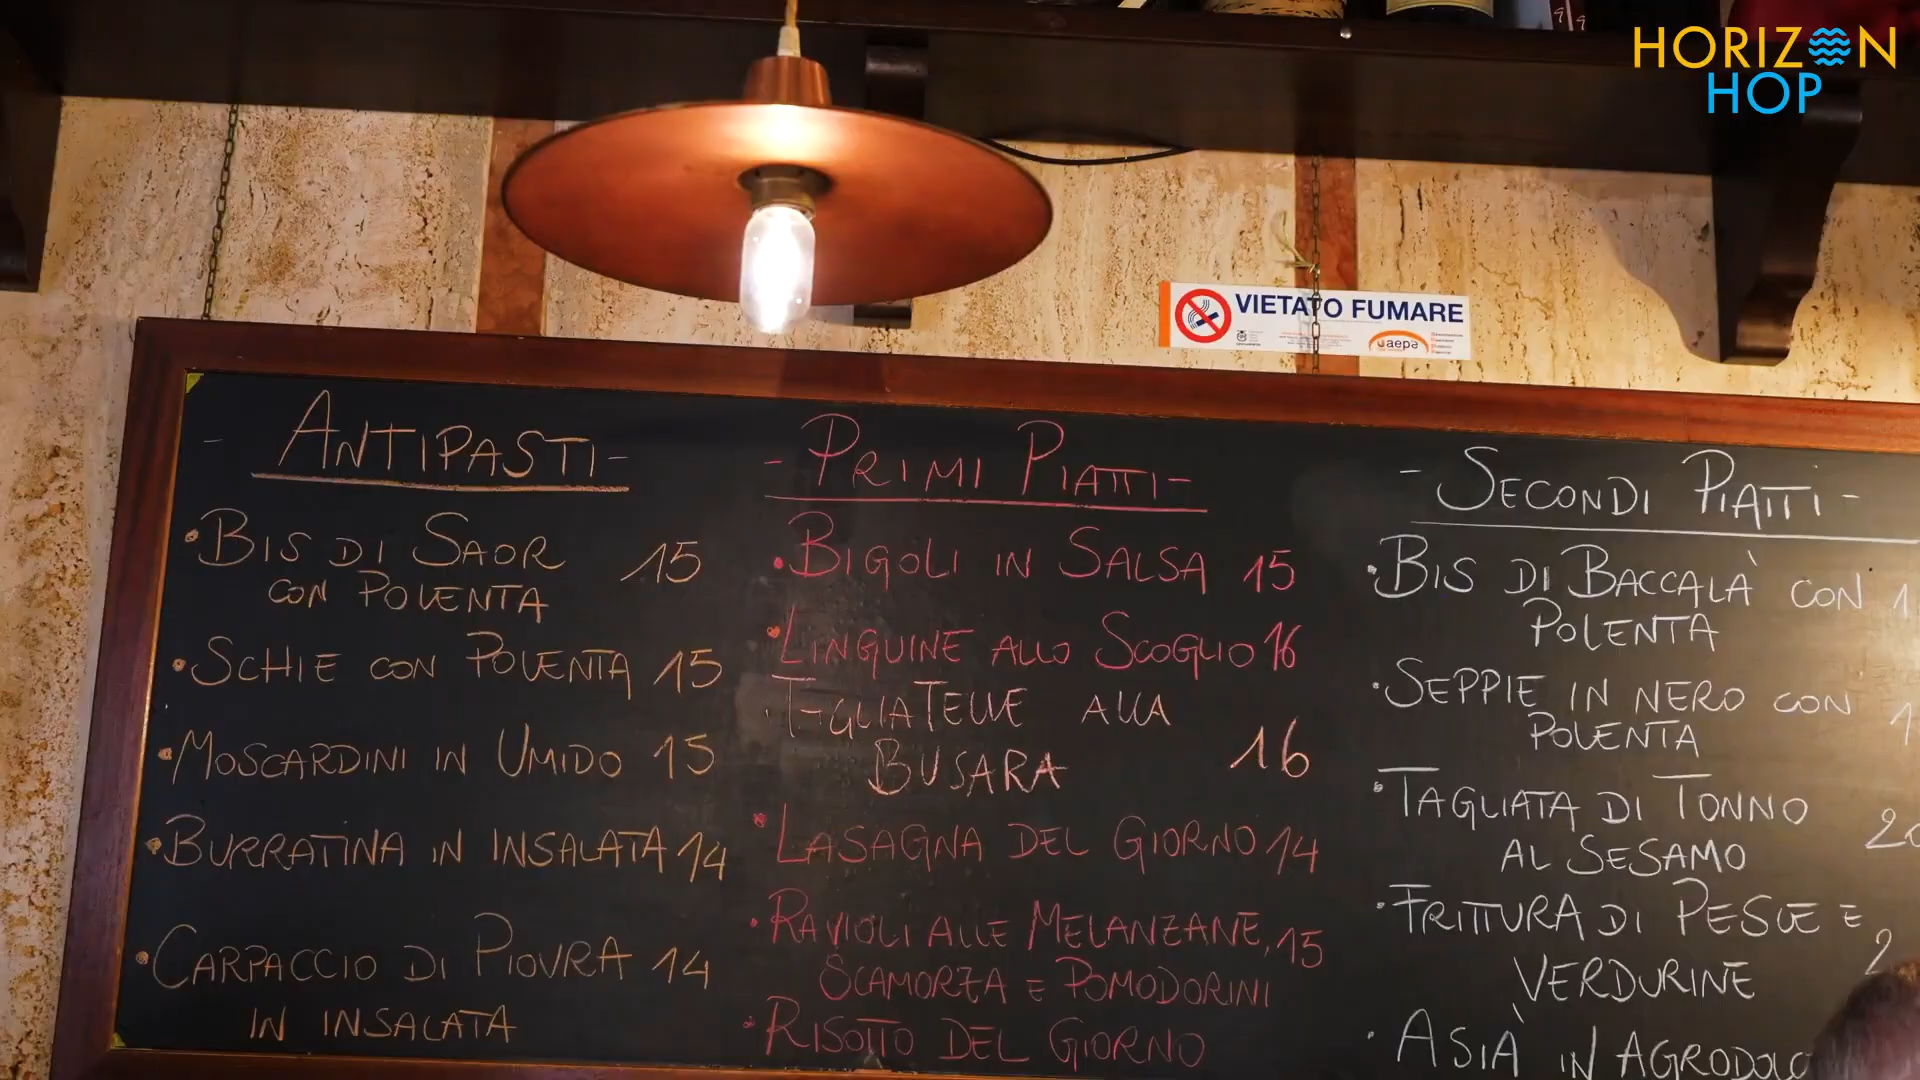 HORIZON
HOP
VIETATO FUMARE
aepe
- ANTIPASTI -
• BIS DI SAOR 15
CON POLENTA
• SCHIE CON POLENTA 15
• MOSCARDINI IN UMIDO 15
• BURRATINA IN INSALATA 14
• CARPACCIO DI PIOVRA 14
IN INSALATA
- PRIMI PIATTI -
• BIGOLI IN SALSA 15
• LINGUINE ALLO SCOGLIO 16
• TAGLIATELLE ALLA
BUSARA 16
• LASAGNA DEL GIORNO 14
• RAVIOLI ALLE MELANZANE, 15
SCAMORZA E POMODORINI
• RISOTTO DEL GIORNO
- SECONDI PIATTI -
• BIS DI BACCALÀ CON
POLENTA
• SEPPIE IN NERO CON
POLENTA
• TAGLIATA DI TONNO
AL SESAMO 20
• FRITTURA DI PESCE E
VERDURINE
• ASIÀ IN AGRODOLC